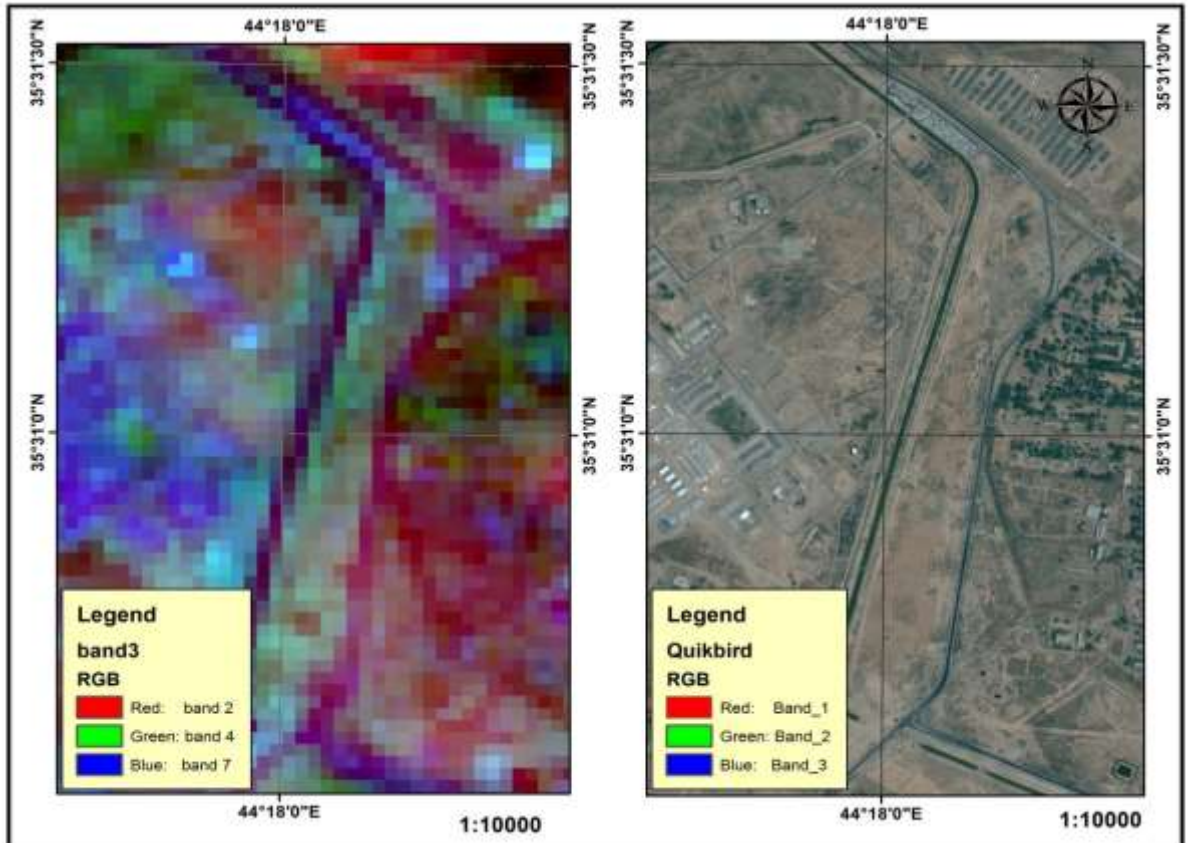 44°18'0"E
35°31'30"N
35°31'30"N
35°31'0"N
35°31'0"N
Legend
band3
RGB
Red: band 2
Green: band 4
Blue: band 7
44°18'0"E
1:10000
44°18'0"E
35°31'30"N
35°31'30"N
N
W
E
35°31'0"N
35°31'0"N
Legend
Quikbird
RGB
Red: Band_1
Green: Band_2
Blue: Band_3
44°18'0"E
1:10000